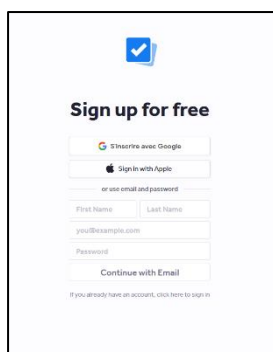 Sign up for free
S'inscrire avec Google
Sign in with Apple
or use email and password
First Name Last Name
you@example.com
Password
Continue with Email
If you already have an account, click here to sign in